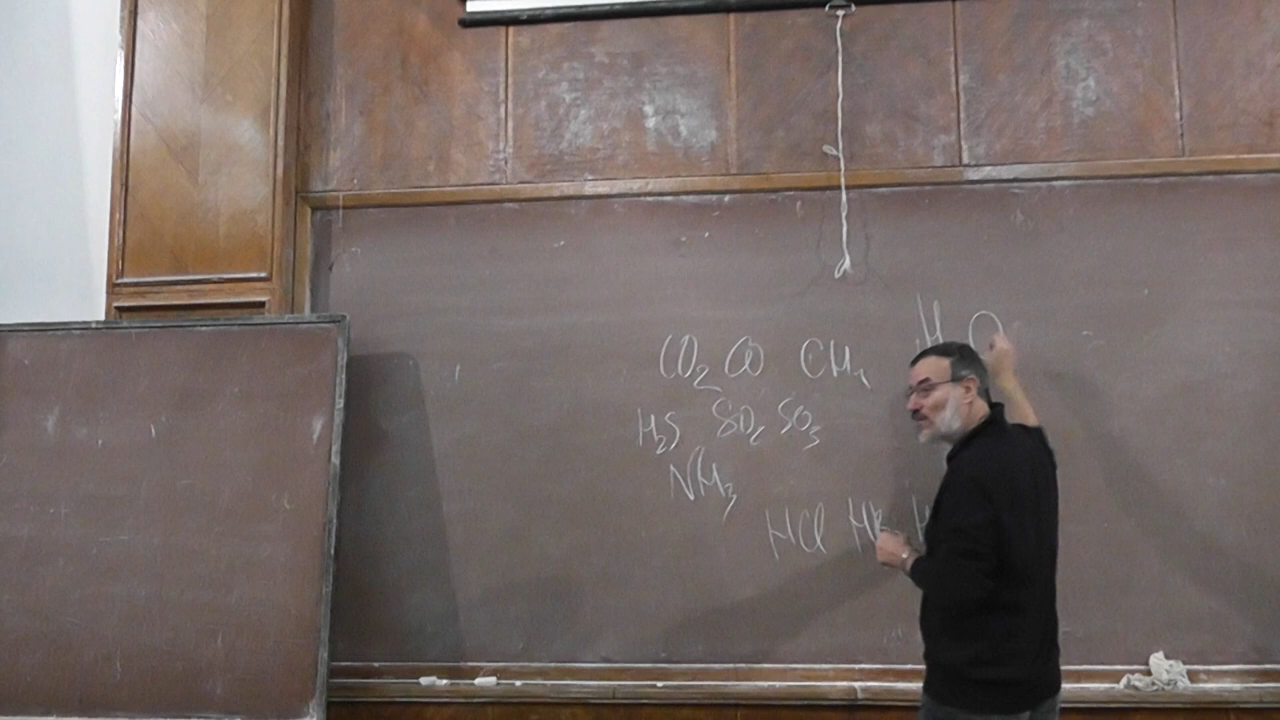 CO₂ CO CH₄ H O
H₂S SO₂ SO₃
NH₃
HCl